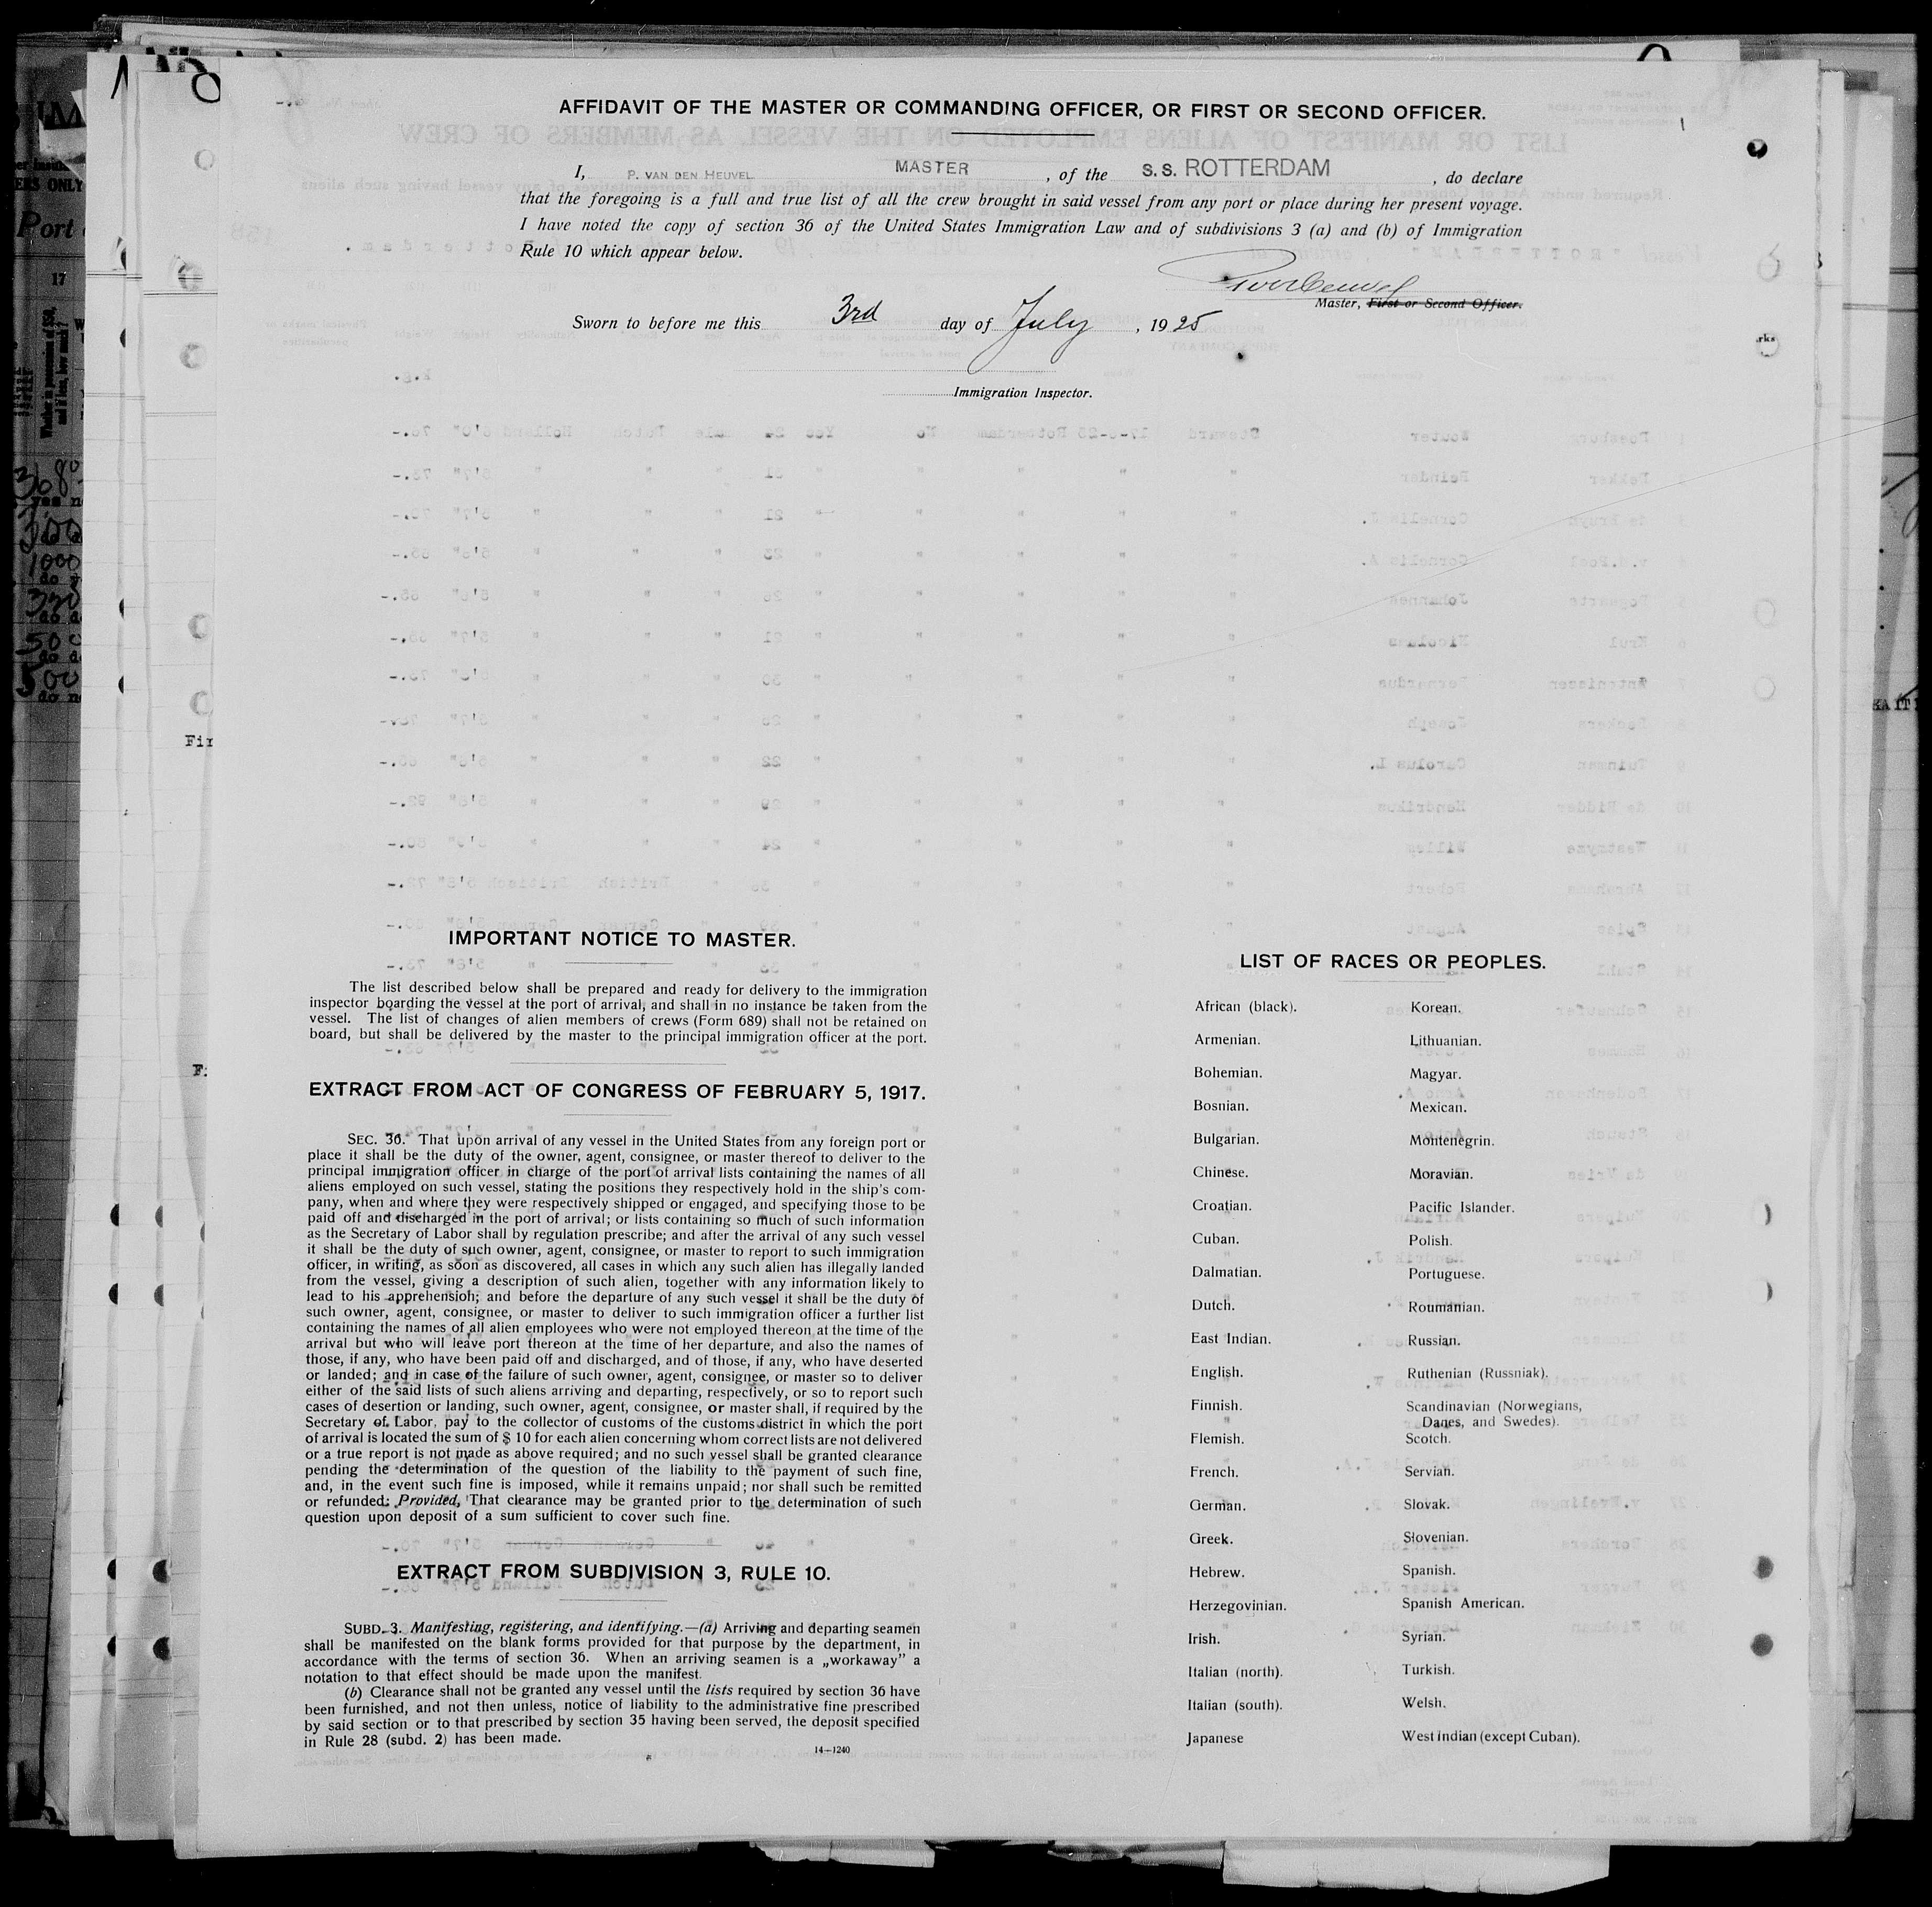 AFFIDAVIT OF THE MASTER OR COMMANDING OFFICER, OR FIRST OR SECOND OFFICER.
I, P. VAN DEN HEUVEL MASTER , of the S.S. ROTTERDAM , do declare
that the foregoing is a full and true list of all the crew brought in said vessel from any port or place during her present voyage.
I have noted the copy of section 36 of the United States Immigration Law and of subdivisions 3 (a) and (b) of Immigration
Rule 10 which appear below.
Master, First or Second Officer.
Sworn to before me this 3rd day of July , 1925
Immigration Inspector.
IMPORTANT NOTICE TO MASTER.
The list described below shall be prepared and ready for delivery to the immigration
inspector boarding the vessel at the port of arrival, and shall in no instance be taken from the
vessel. The list of changes of alien members of crews (Form 689) shall not be retained on
board, but shall be delivered by the master to the principal immigration officer at the port.
EXTRACT FROM ACT OF CONGRESS OF FEBRUARY 5, 1917.
SEC. 36. That upon arrival of any vessel in the United States from any foreign port or
place it shall be the duty of the owner, agent, consignee, or master thereof to deliver to the
principal immigration officer in charge of the port of arrival lists containing the names of all
aliens employed on such vessel, stating the positions they respectively hold in the ship's com-
pany, when and where they were respectively shipped or engaged, and specifying those to be
paid off and discharged in the port of arrival; or lists containing so much of such information
as the Secretary of Labor shall by regulation prescribe; and after the arrival of any such vessel
it shall be the duty of such owner, agent, consignee, or master to report to such immigration
officer, in writing, as soon as discovered, all cases in which any such alien has illegally landed
from the vessel, giving a description of such alien, together with any information likely to
lead to his apprehension; and before the departure of any such vessel it shall be the duty of
such owner, agent, consignee, or master to deliver to such immigration officer a further list
containing the names of all alien employees who were not employed thereon at the time of the
arrival but who will leave port thereon at the time of her departure, and also the names of
those, if any, who have been paid off and discharged, and of those, if any, who have deserted
or landed; and in case of the failure of such owner, agent, consignee, or master so to deliver
either of the said lists of such aliens arriving and departing, respectively, or so to report such
cases of desertion or landing, such owner, agent, consignee, or master shall, if required by the
Secretary of Labor, pay to the collector of customs of the customs district in which the port
of arrival is located the sum of $ 10 for each alien concerning whom correct lists are not delivered
or a true report is not made as above required; and no such vessel shall be granted clearance
pending the determination of the question of the liability to the payment of such fine,
and, in the event such fine is imposed, while it remains unpaid; nor shall such be remitted
or refunded: Provided, That clearance may be granted prior to the determination of such
question upon deposit of a sum sufficient to cover such fine.
EXTRACT FROM SUBDIVISION 3, RULE 10.
SUBD. 3. Manifesting, registering, and identifying.—(a) Arriving and departing seamen
shall be manifested on the blank forms provided for that purpose by the department, in
accordance with the terms of section 36. When an arriving seamen is a „workaway” a
notation to that effect should be made upon the manifest.
(b) Clearance shall not be granted any vessel until the lists required by section 36 have
been furnished, and not then unless, notice of liability to the administrative fine prescribed
by said section or to that prescribed by section 35 having been served, the deposit specified
in Rule 28 (subd. 2) has been made.
14—1240
LIST OF RACES OR PEOPLES.
African (black). Korean.
Armenian. Lithuanian.
Bohemian. Magyar.
Bosnian. Mexican.
Bulgarian. Montenegrin.
Chinese. Moravian.
Croatian. Pacific Islander.
Cuban. Polish.
Dalmatian. Portuguese.
Dutch. Roumanian.
East Indian. Russian.
English. Ruthenian (Russniak).
Finnish. Scandinavian (Norwegians,
Danes, and Swedes).
Flemish. Scotch.
French. Servian.
German. Slovak.
Greek. Slovenian.
Hebrew. Spanish.
Herzegovinian. Spanish American.
Irish. Syrian.
Italian (north). Turkish.
Italian (south). Welsh.
Japanese West Indian (except Cuban).